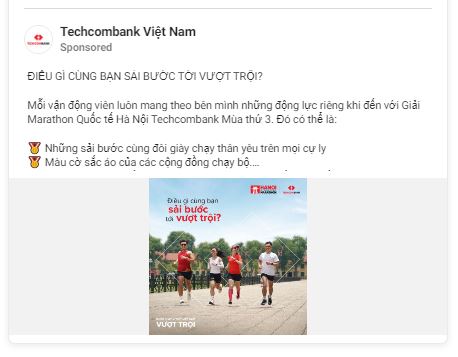 Techcombank Việt Nam
Sponsored
ĐIỀU GÌ CÙNG BẠN SẢI BƯỚC TỚI VƯỢT TRỘI?
Mỗi vận động viên luôn mang theo bên mình những động lực riêng khi đến với Giải
Marathon Quốc tế Hà Nội Techcombank Mùa thứ 3. Đó có thể là:
🏅 Những sải bước cùng đôi giày chạy thân yêu trên mọi cự ly
🏅 Màu cờ sắc áo của các cộng đồng chạy bộ....
HANOI
MARATHON
TECHCOMBANK
Điều gì cùng bạn
sải bước
tới vượt trội?
VƯỢT TRỘI